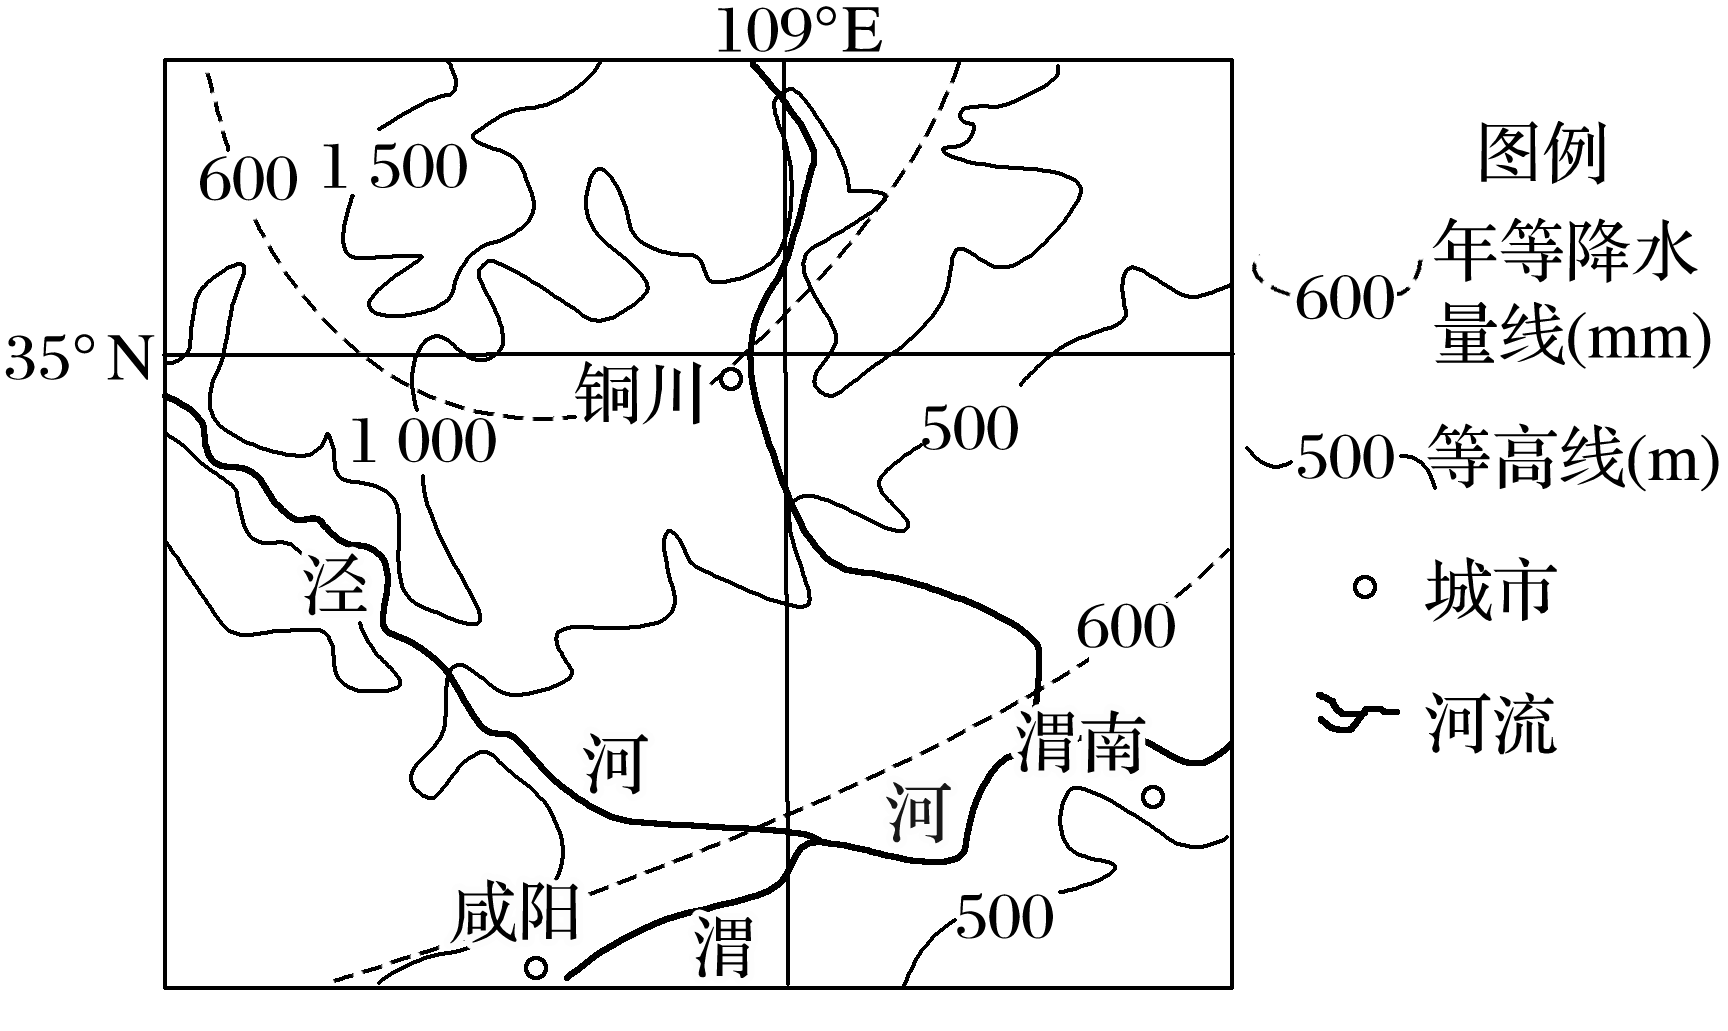 109°E
600
1 500
35°N
铜川
1 000
500
泾
600
河
渭南
河
咸阳
渭
500
图例
600
年等降水
量线(mm)
500
等高线(m)
城市
河流